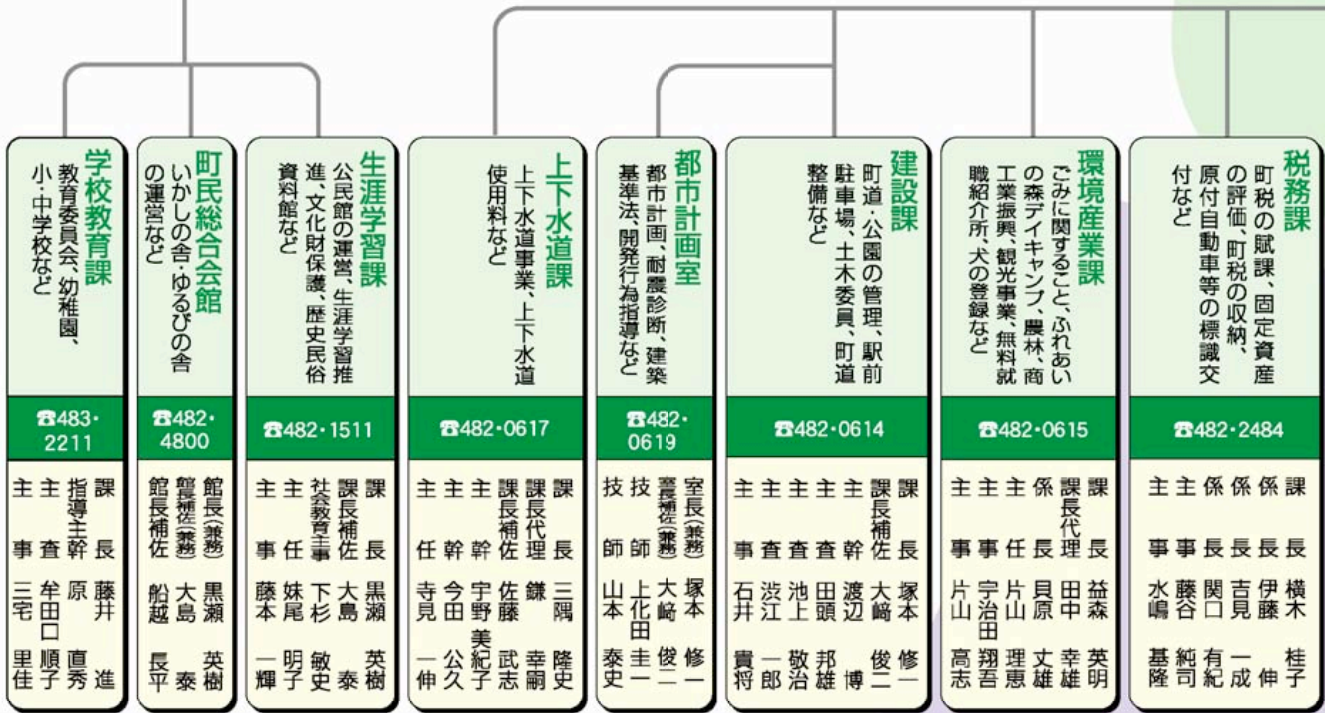 税務課
町税の賦課、固定資産
の評価、町税の収納、
原付自動車等の標識交
付など
☎482・2484
課長 横木 桂子
係長 伊藤 伸
係長 吉見 一成
係長 関口 有紀
主事 藤谷 純司
主事 水嶋 基隆
環境産業課
ごみに関すること、ふれあい
の森デイキャンプ、農林、商
工業振興、観光事業、無料就
職紹介所、犬の登録など
☎482・0615
課長 益森 英明
課長代理 田中 幸雄
係長 貝原 丈雄
主任 片山 理恵
主事 宇治田 翔吾
主事 片山 高志
建設課
町道・公園の管理、駅前
駐車場、土木委員、町道
整備など
☎482・0614
課長 塚本 修一
課長補佐 大﨑 俊二
主幹 渡辺 博
主査 田頭 邦雄
主査 池上 敬治
主査 渋江 一郎
主事 石井 貴将
都市計画室
都市計画、耐震診断、建築
基準法、開発行為指導など
☎482・
0619
室長(兼務) 塚本 修一
室長補佐(兼務) 大﨑 俊二
技師 上化田 圭一
技師 山本 泰史
上下水道課
上下水道事業、上下水道
使用料など
☎482・0617
課長 三隅 隆史
課長代理 鎌 幸嗣
課長補佐 佐藤 武志
主幹 宇野 美紀子
主幹 今田 公久
主任 寺見 一伸
生涯学習課
公民館の運営、生涯学習推
進、文化財保護、歴史民俗
資料館など
☎482・1511
課長 黒瀬 英樹
課長補佐 大島 泰
社会教育主事 下杉 敏史
主任 妹尾 明子
主事 藤本 一輝
町民総合会館
いかしの舎・ゆるびの舎
の運営など
☎482・
4800
館長(兼務) 黒瀬 英樹
館長補佐(兼務) 大島 泰
館長補佐 船越 長平
学校教育課
教育委員会、幼稚園、
小・中学校など
☎483・
2211
課長 藤井 進
指導主幹 原 直秀
主査 牟田口 順子
主事 三宅 里佳